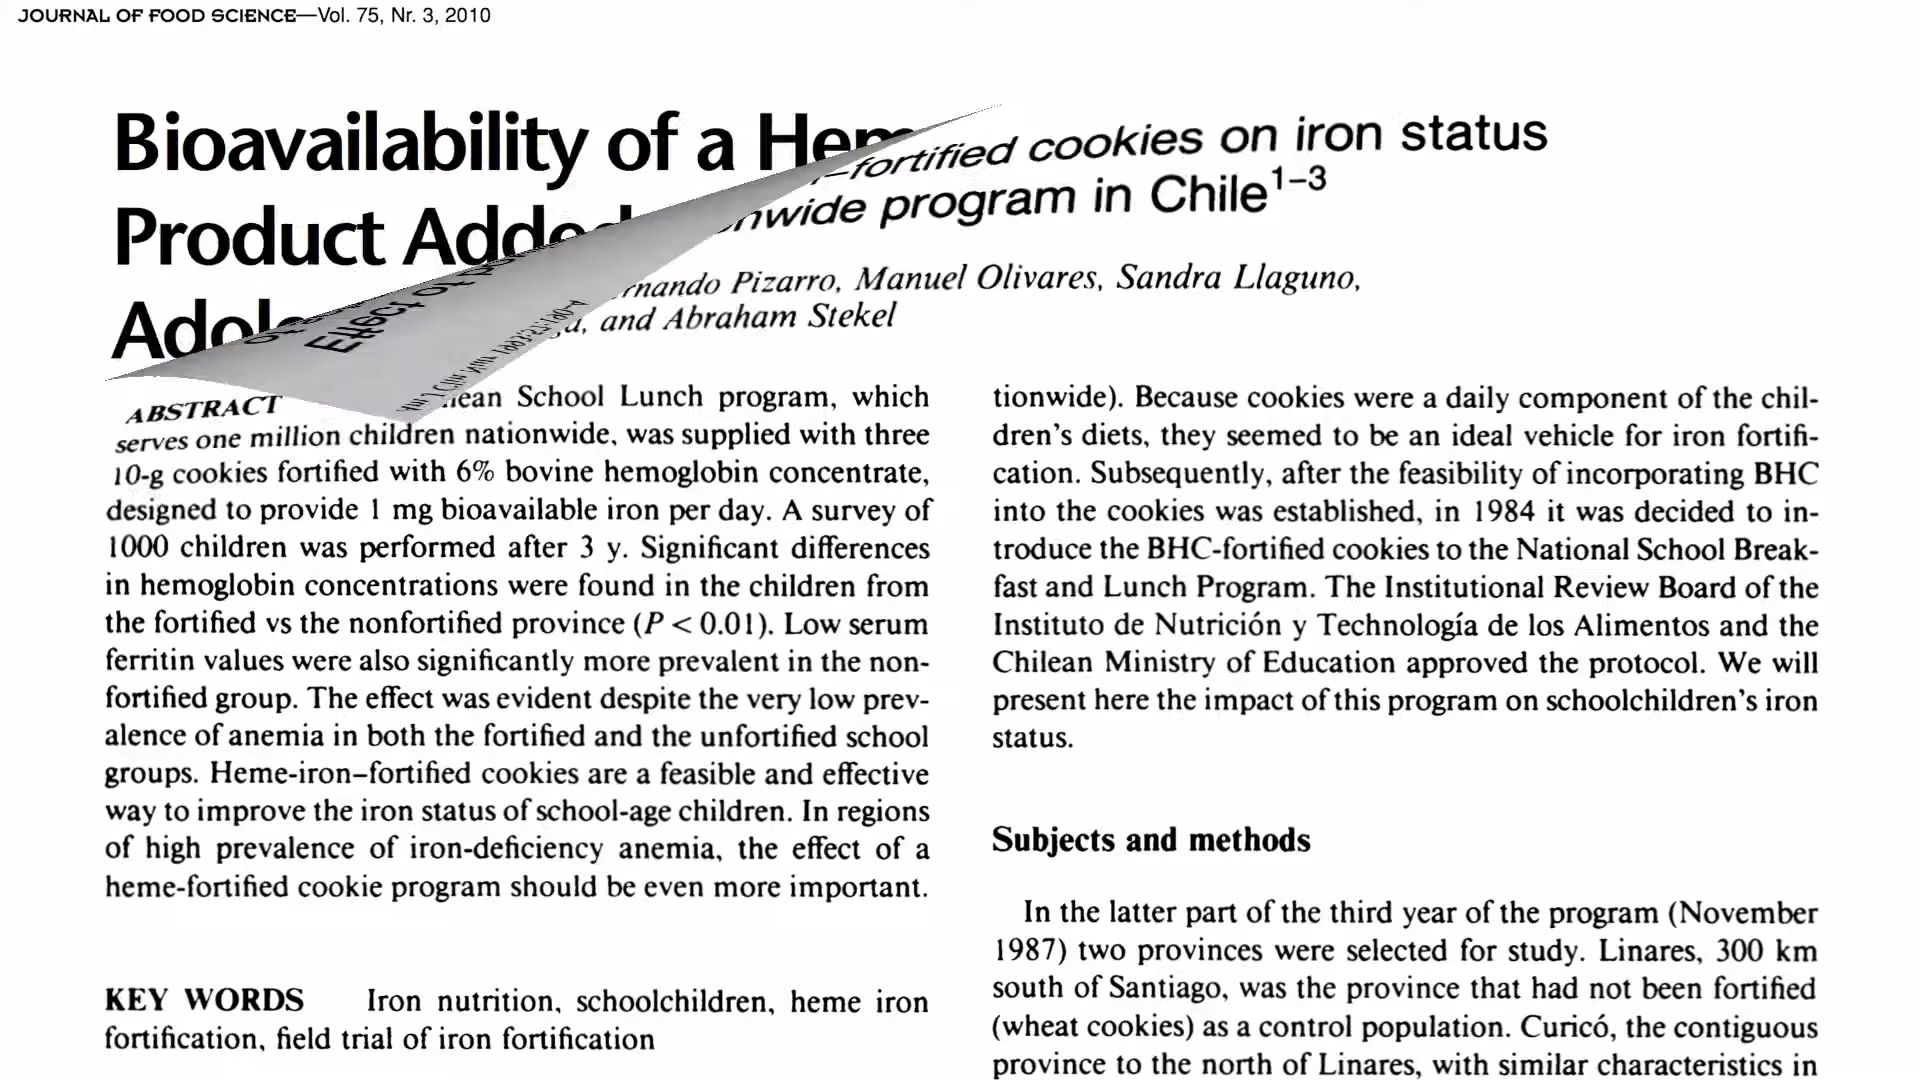 JOURNAL OF FOOD SCIENCE—Vol. 75, Nr. 3, 2010
Bioavailability of a
Product Added
-fortified cookies on iron status
program in Chile1–3
Effect of
Pizarro, Manuel Olivares, Sandra Llaguno,
and Abraham Stekel
ABSTRACT School Lunch program, which
serves one million children nationwide, was supplied with three
10-g cookies fortified with 6% bovine hemoglobin concentrate,
designed to provide 1 mg bioavailable iron per day. A survey of
1000 children was performed after 3 y. Significant differences
in hemoglobin concentrations were found in the children from
the fortified vs the nonfortified province (P < 0.01). Low serum
ferritin values were also significantly more prevalent in the non-
fortified group. The effect was evident despite the very low prev-
alence of anemia in both the fortified and the unfortified school
groups. Heme-iron–fortified cookies are a feasible and effective
way to improve the iron status of school-age children. In regions
of high prevalence of iron-deficiency anemia, the effect of a
heme-fortified cookie program should be even more important.
KEY WORDS Iron nutrition, schoolchildren, heme iron
fortification, field trial of iron fortification
tionwide). Because cookies were a daily component of the chil-
dren's diets, they seemed to be an ideal vehicle for iron fortifi-
cation. Subsequently, after the feasibility of incorporating BHC
into the cookies was established, in 1984 it was decided to in-
troduce the BHC-fortified cookies to the National School Break-
fast and Lunch Program. The Institutional Review Board of the
Instituto de Nutrición y Technología de los Alimentos and the
Chilean Ministry of Education approved the protocol. We will
present here the impact of this program on schoolchildren's iron
status.
Subjects and methods
In the latter part of the third year of the program (November
1987) two provinces were selected for study. Linares, 300 km
south of Santiago, was the province that had not been fortified
(wheat cookies) as a control population. Curicó, the contiguous
province to the north of Linares, with similar characteristics in